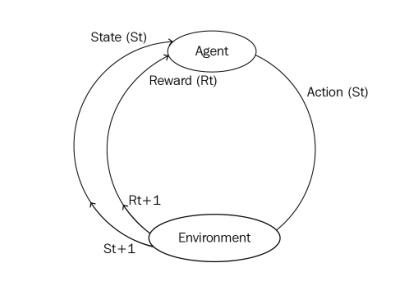 State (St)
Agent
Reward (Rt)
Action (St)
Rt+1
Environment
St+1